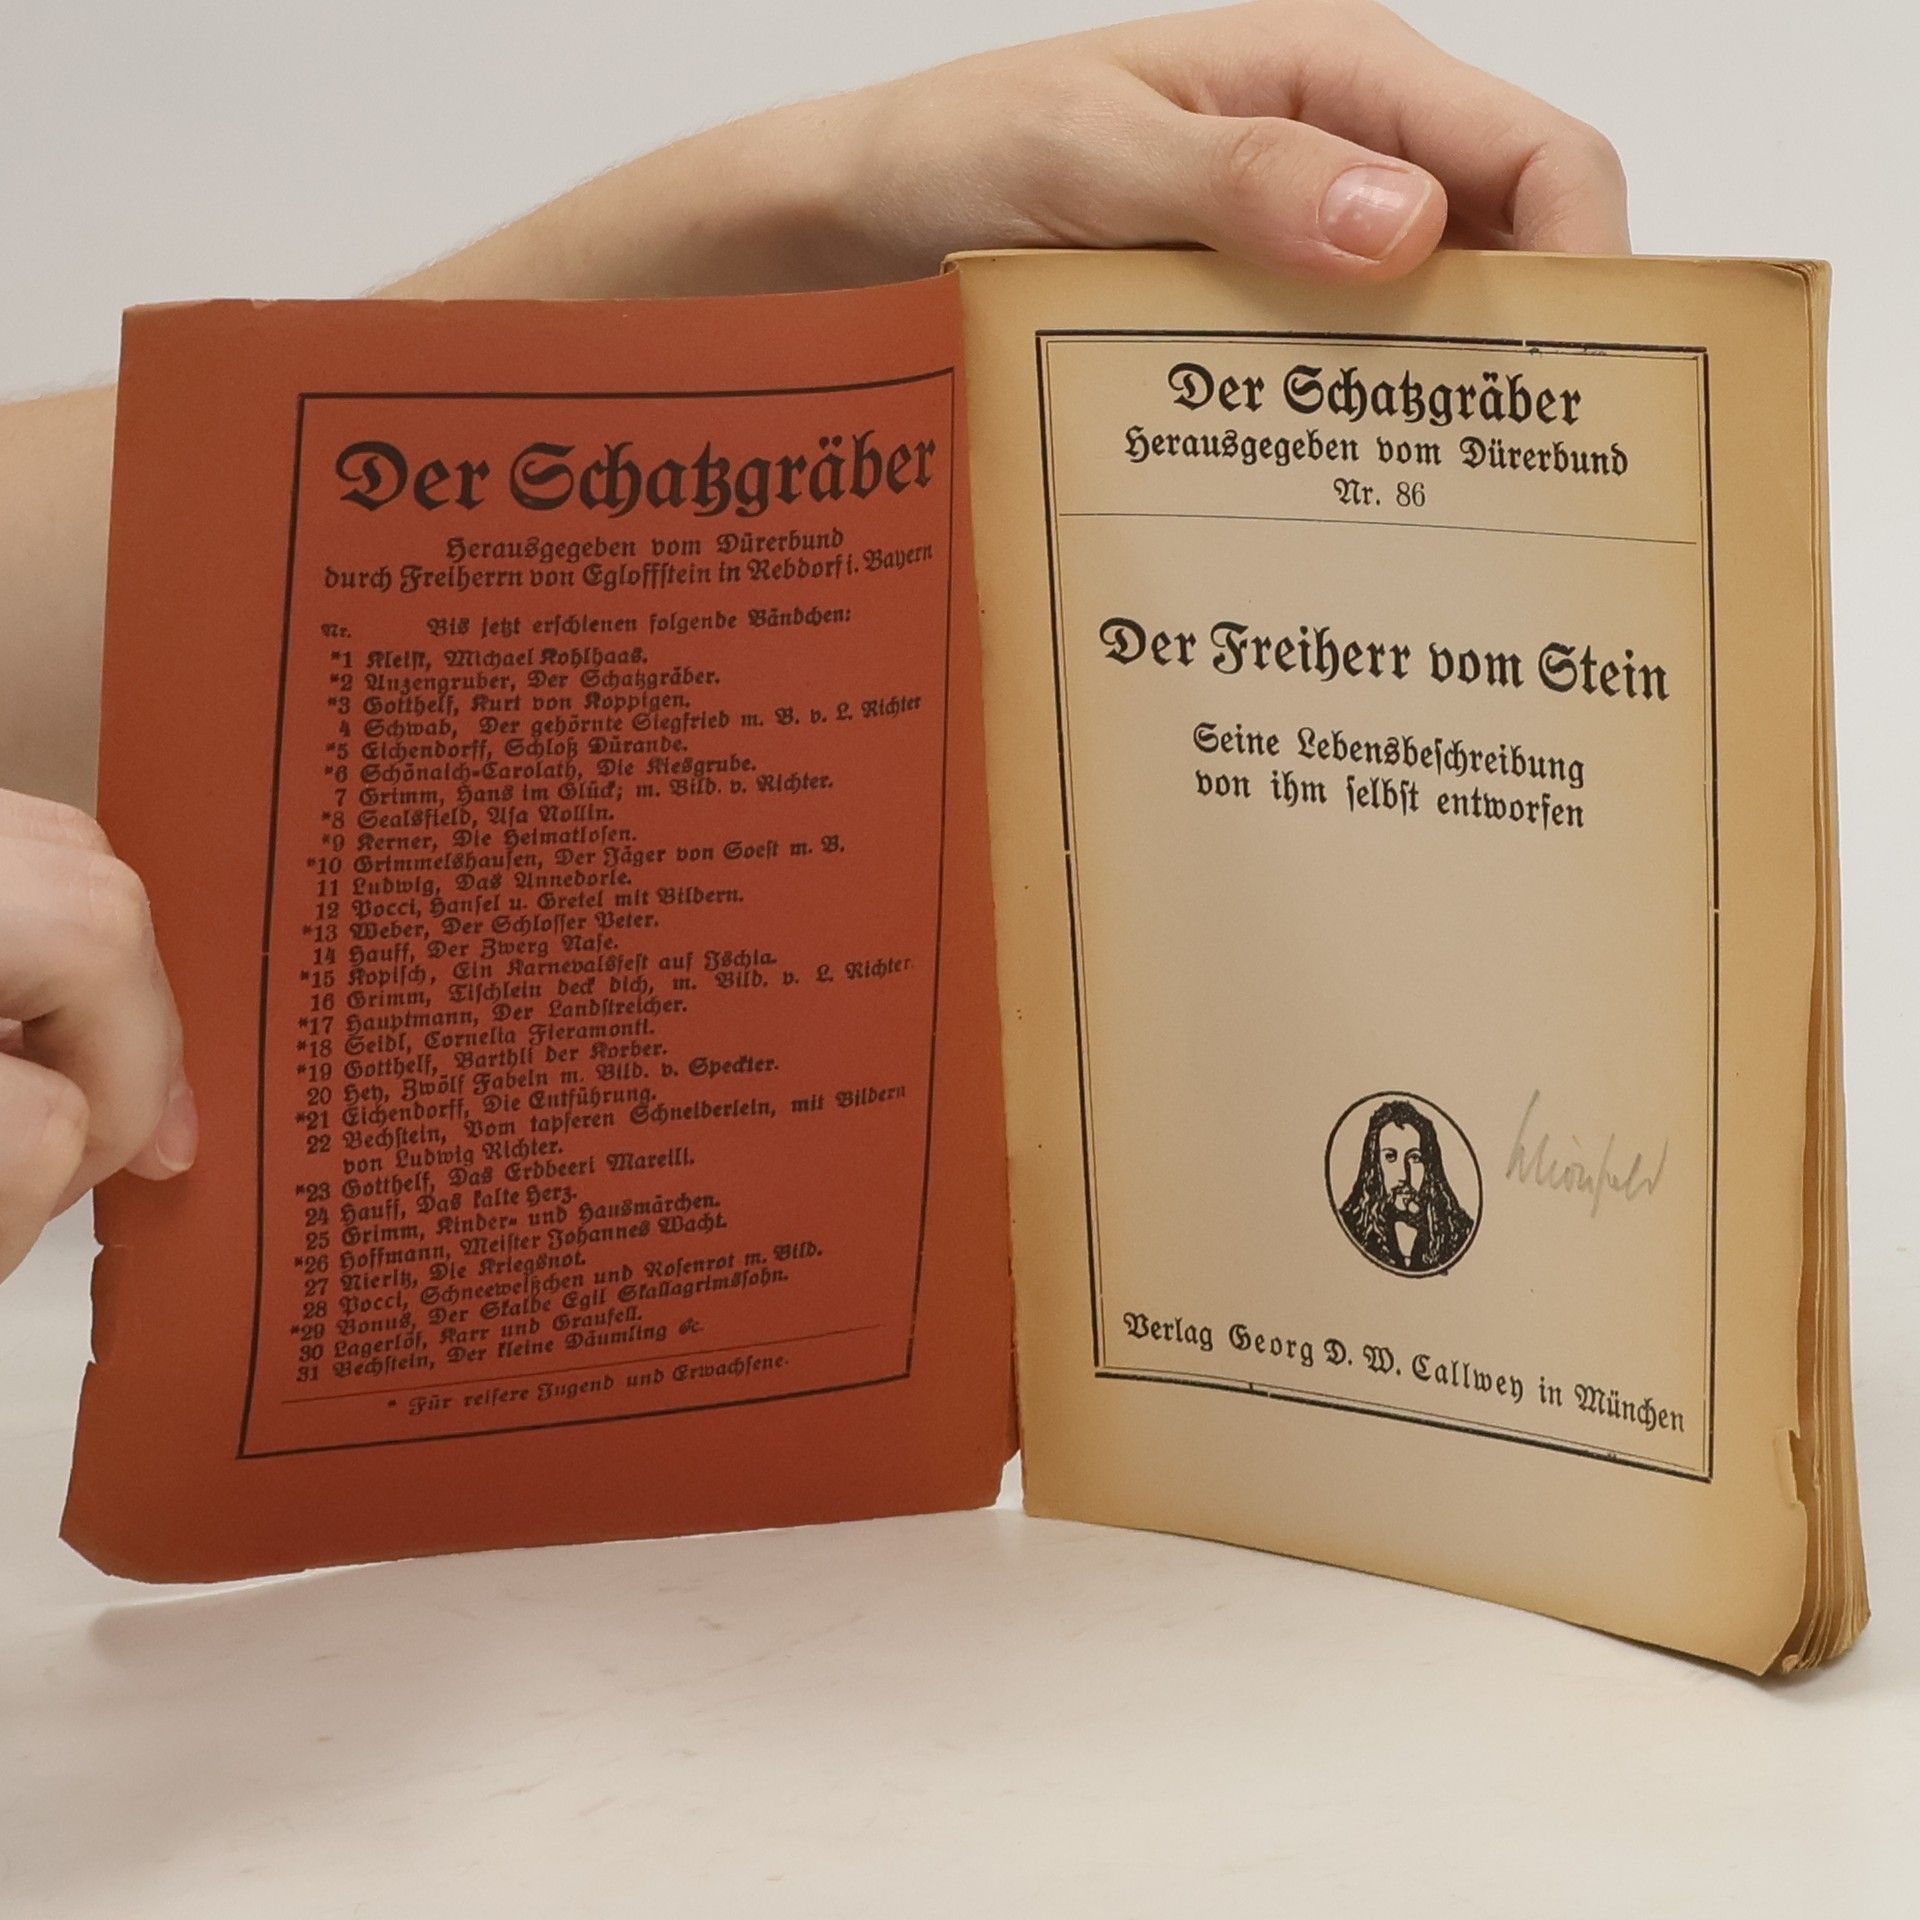 Der Schatzgräber
Herausgegeben vom Dürerbund
durch Freiherrn von Egloffstein in Rebdorf i. Bayern
Nr. Bis jetzt erschienen folgende Bändchen:
*1 Kleist, Michael Kohlhaas.
*2 Anzengruber, Der Schatzgräber.
*3 Gotthelf, Kurt von Koppigen.
4 Schwab, Der gehörnte Siegfried m. B. v. L. Richter
*5 Eichendorff, Schloß Dürande.
*6 Schönaich-Carolath, Die Kiesgrube.
7 Grimm, Hans im Glück; m. Bild. v. Richter.
*8 Sealsfield, Asa Nollin.
*9 Kerner, Die Heimatlosen.
*10 Grimmelshausen, Der Jäger von Soest m. B.
11 Ludwig, Das Annedorle.
12 Pocci, Hansel u. Gretel mit Bildern.
*13 Weber, Der Schlosser Peter.
14 Hauff, Der Zwerg Nase.
*15 Kopisch, Ein Karnevalsfest auf Ischia.
16 Grimm, Tischlein deck dich, m. Bild. v. L. Richter.
*17 Hauptmann, Der Landstreicher.
*18 Seidl, Cornelia Fieramonti.
*19 Gotthelf, Barthli der Korber.
20 Hey, Zwölf Fabeln m. Bild. v. Speckter.
*21 Eichendorff, Die Entführung.
22 Bechstein, Vom tapferen Schneiderlein, mit Bildern
von Ludwig Richter.
*23 Gotthelf, Das Erdbeeri Mareili.
24 Hauff, Das kalte Herz.
25 Grimm, Kinder- und Hausmärchen.
*26 Hoffmann, Meister Johannes Wacht.
27 Nieritz, Die Kriegsnot.
28 Pocci, Schneeweißchen und Rosenrot m. Bild.
*29 Bonus, Der Skalde Egil Skallagrimssohn.
30 Lagerlöf, Karr und Graufell.
31 Bechstein, Der kleine Däumling &c.
* Für reifere Jugend und Erwachsene.
Der Schatzgräber
Herausgegeben vom Dürerbund
Nr. 86
Der Freiherr vom Stein
Seine Lebensbeschreibung
von ihm selbst entworfen
Verlag Georg D. W. Callwey in München